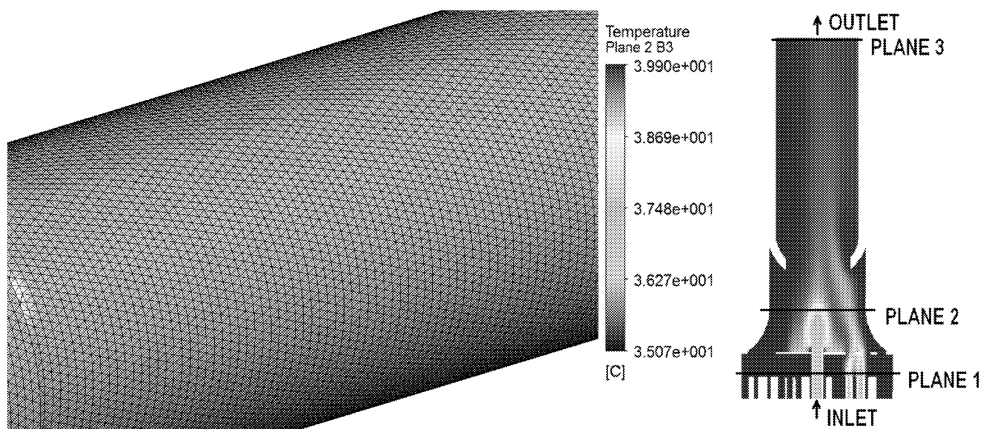 Temperature
Plane 2 B3
3.990e+001
3.869e+001
3.748e+001
3.627e+001
3.507e+001
[C]
OUTLET
PLANE 3
PLANE 2
PLANE 1
INLET